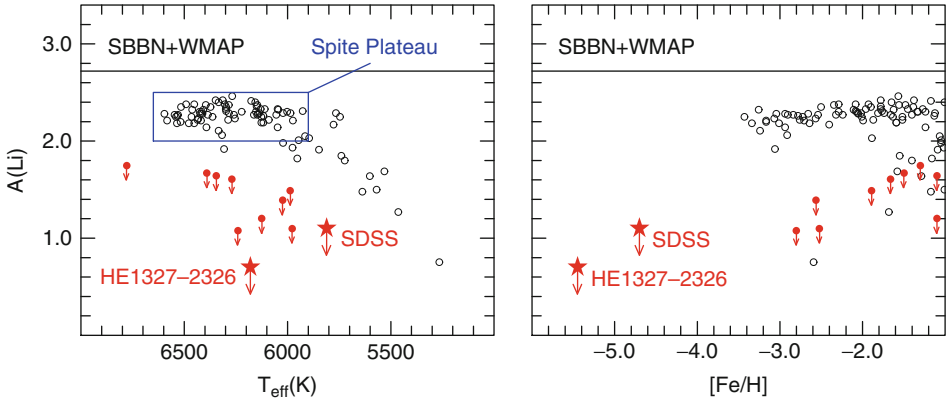 SBBN+WMAP
Spite Plateau
3.0
2.0
1.0
A(Li)
SDSS
HE1327–2326
6500 6000 5500
Teff(K)
SBBN+WMAP
SDSS
HE1327–2326
–5.0 –4.0 –3.0 –2.0
[Fe/H]